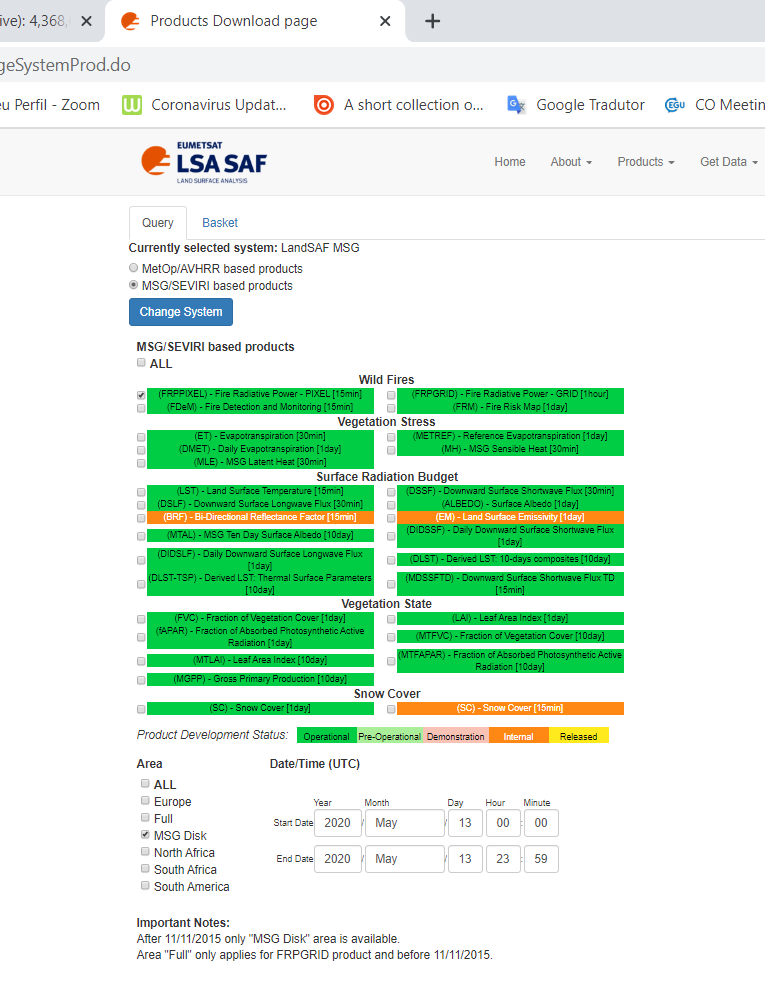 ive): 4,368,
Products Download page
geSystemProd.do
eu Perfil - Zoom
Coronavirus Updat...
A short collection o...
Google Tradutor
EGU
CO Meetin
EUMETSAT
LSA SAF
LAND SURFACE ANALYSIS
Home
About
Products
Get Data
Query
Basket
Currently selected system: LandSAF MSG
MetOp/AVHRR based products
MSG/SEVIRI based products
Change System
MSG/SEVIRI based products
ALL
Wild Fires
(FRPPIXEL) - Fire Radiative Power - PIXEL [15min]
(FRPGRID) - Fire Radiative Power - GRID [1hour]
(FDeM) - Fire Detection and Monitoring [15min]
(FRM) - Fire Risk Map [1day]
Vegetation Stress
(ET) - Evapotranspiration [30min]
(METREF) - Reference Evapotranspiration [1day]
(DMET) - Daily Evapotranspiration [1day]
(MH) - MSG Sensible Heat [30min]
(MLE) - MSG Latent Heat [30min]
Surface Radiation Budget
(LST) - Land Surface Temperature [15min]
(DSSF) - Downward Surface Shortwave Flux [30min]
(DSLF) - Downward Surface Longwave Flux [30min]
(ALBEDO) - Surface Albedo [1day]
(BRF) - Bi-Directional Reflectance Factor [15min]
(EM) - Land Surface Emissivity [1day]
(MTAL) - MSG Ten Day Surface Albedo [10day]
(DIDSSF) - Daily Downward Surface Shortwave Flux
[1day]
(DIDSLF) - Daily Downward Surface Longwave Flux
[1day]
(DLST) - Derived LST: 10-days composites [10day]
(DLST-TSP) - Derived LST: Thermal Surface Parameters
[10day]
(MDSSFTD) - Downward Surface Shortwave Flux TD
[15min]
Vegetation State
(FVC) - Fraction of Vegetation Cover [1day]
(LAI) - Leaf Area Index [1day]
(fAPAR) - Fraction of Absorbed Photosynthetic Active
Radiation [1day]
(MTFVC) - Fraction of Vegetation Cover [10day]
(MTLAI) - Leaf Area Index [10day]
(MTFAPAR) - Fraction of Absorbed Photosynthetic Active
Radiation [10day]
(MGPP) - Gross Primary Production [10day]
Snow Cover
(SC) - Snow Cover [1day]
(SC) - Snow Cover [15min]
Product Development Status:
Operational
Pre-Operational
Demonstration
Internal
Released
Area
Date/Time (UTC)
ALL
Europe
Full
MSG Disk
North Africa
South Africa
South America
Year
Month
Day
Hour
Minute
Start Date 2020 / May / 13 00 : 00
End Date 2020 / May / 13 23 : 59
Important Notes:
After 11/11/2015 only "MSG Disk" area is available.
Area "Full" only applies for FRPGRID product and before 11/11/2015.